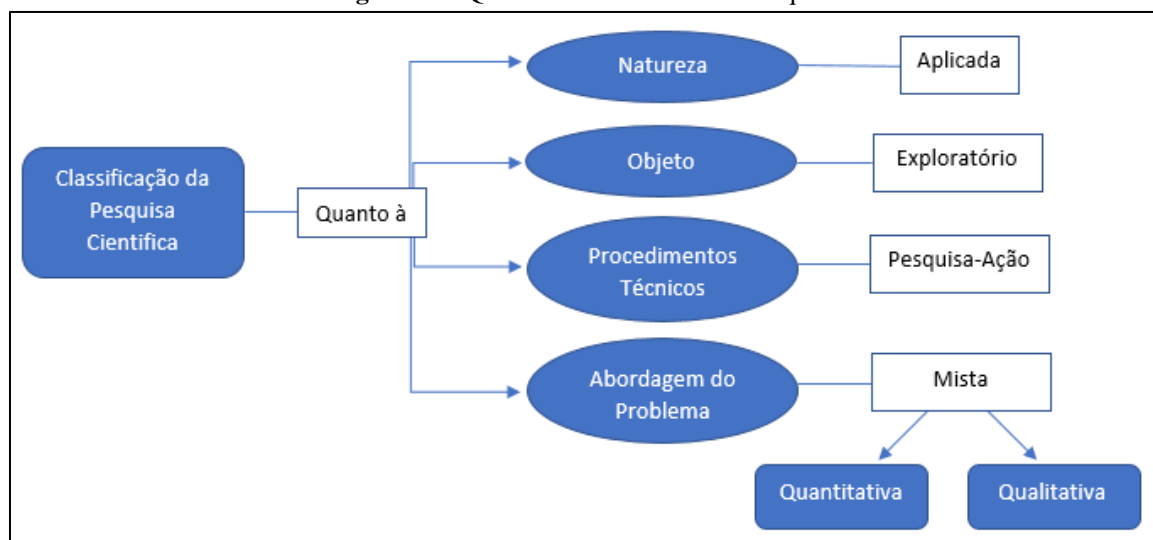 Classificação da
Pesquisa
Cientifica
Quanto à
Natureza
Aplicada
Objeto
Exploratório
Procedimentos
Técnicos
Pesquisa-Ação
Abordagem do
Problema
Mista
Quantitativa
Qualitativa